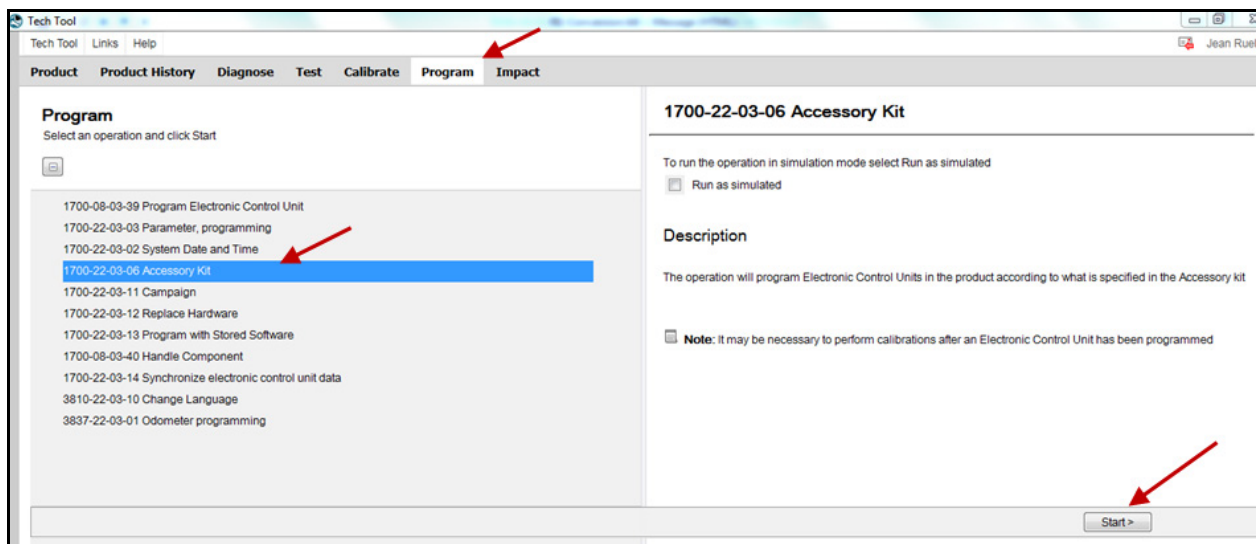 Tech Tool
Tech Tool Links Help
Jean Ruel
Product Product History Diagnose Test Calibrate Program Impact
Program
Select an operation and click Start
1700-08-03-39 Program Electronic Control Unit
1700-22-03-03 Parameter, programming
1700-22-03-02 System Date and Time
1700-22-03-06 Accessory Kit
1700-22-03-11 Campaign
1700-22-03-12 Replace Hardware
1700-22-03-13 Program with Stored Software
1700-08-03-40 Handle Component
1700-22-03-14 Synchronize electronic control unit data
3810-22-03-10 Change Language
3837-22-03-01 Odometer programming
1700-22-03-06 Accessory Kit
To run the operation in simulation mode select Run as simulated
Run as simulated
Description
The operation will program Electronic Control Units in the product according to what is specified in the Accessory kit
Note: It may be necessary to perform calibrations after an Electronic Control Unit has been programmed
Start >